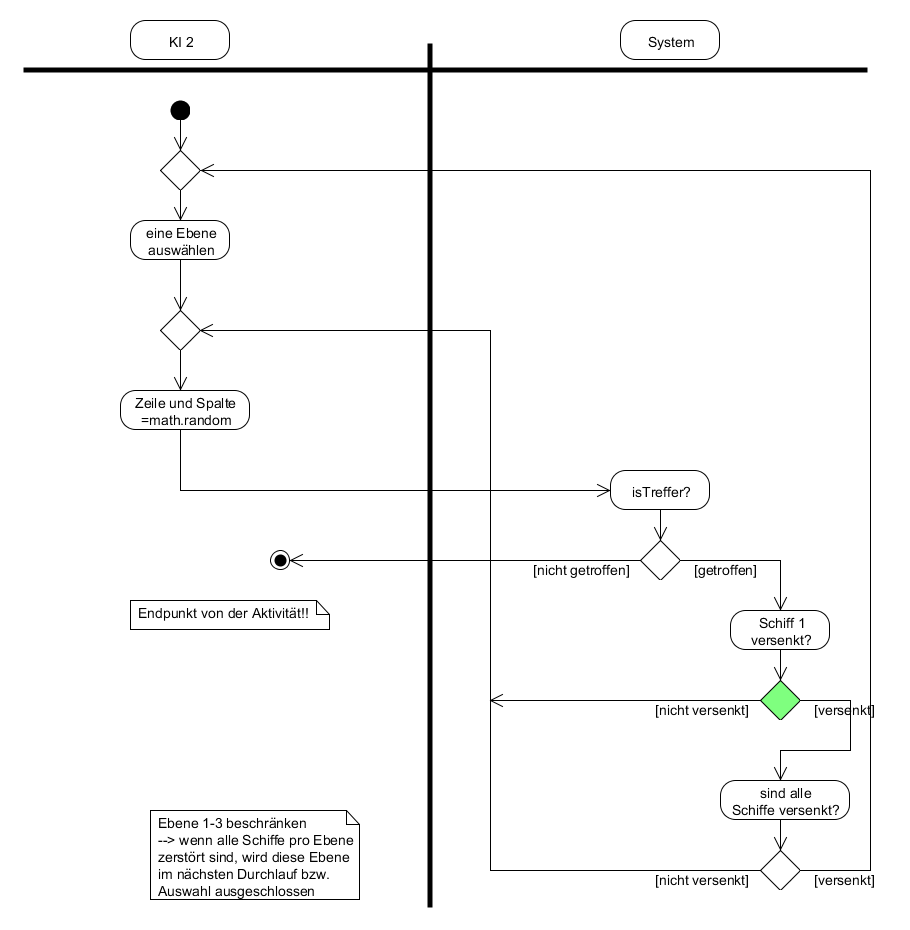 KI 2
System
eine Ebene
auswählen
Zeile und Spalte
=math.random
isTreffer?
[nicht getroffen]
[getroffen]
Endpunkt von der Aktivität!!
Schiff 1
versenkt?
[nicht versenkt]
[versenkt]
sind alle
Schiffe versenkt?
Ebene 1-3 beschränken
--> wenn alle Schiffe pro Ebene
zerstört sind, wird diese Ebene
im nächsten Durchlauf bzw.
Auswahl ausgeschlossen
[nicht versenkt]
[versenkt]